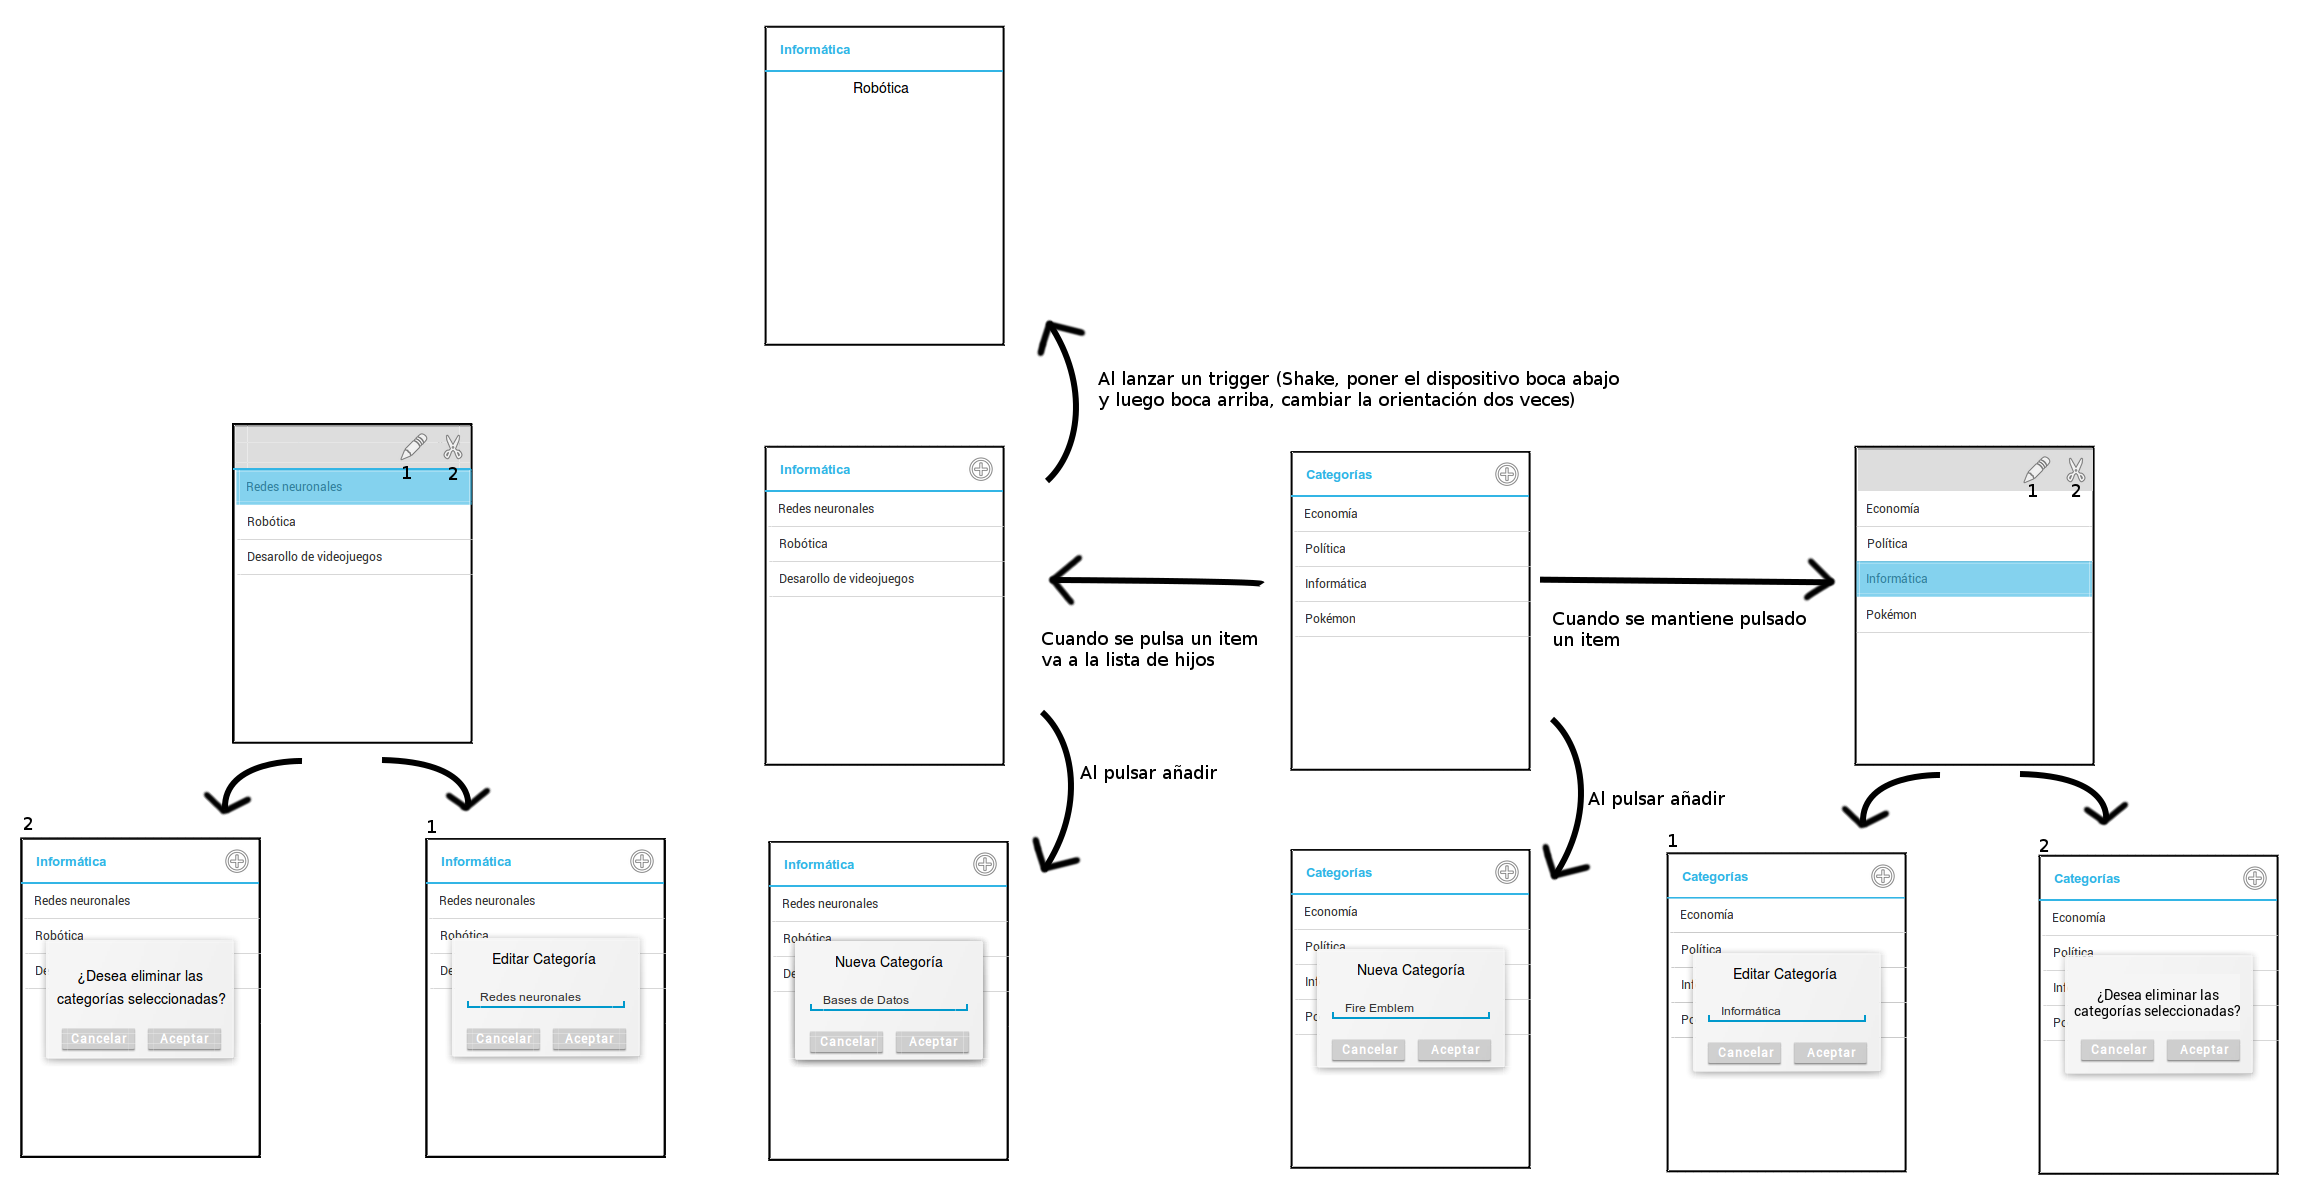 Informática
Robótica
Al lanzar un trigger (Shake, poner el dispositivo boca abajo
y luego boca arriba, cambiar la orientación dos veces)
1
2
Redes neuronales
Robótica
Desarollo de videojuegos
Informática
Redes neuronales
Robótica
Desarollo de videojuegos
Cuando se pulsa un item
va a la lista de hijos
Categorías
Economía
Política
Informática
Pokémon
Cuando se mantiene pulsado
un item
1
2
Economía
Política
Informática
Pokémon
Al pulsar añadir
Al pulsar añadir
2
Informática
Redes neuronales
Robótica
De
¿Desea eliminar las
categorías seleccionadas?
Cancelar Aceptar
1
Informática
Redes neuronales
Robótica
De
Editar Categoría
Redes neuronales
Cancelar Aceptar
Informática
Redes neuronales
Robótica
De
Nueva Categoría
Bases de Datos
Cancelar Aceptar
Categorías
Economía
Política
Inf
Po
Nueva Categoría
Fire Emblem
Cancelar Aceptar
1
Categorías
Economía
Política
Inf
Po
Editar Categoría
Informática
Cancelar Aceptar
2
Categorías
Economía
Política
Inf
Po
¿Desea eliminar las
categorías seleccionadas?
Cancelar Aceptar